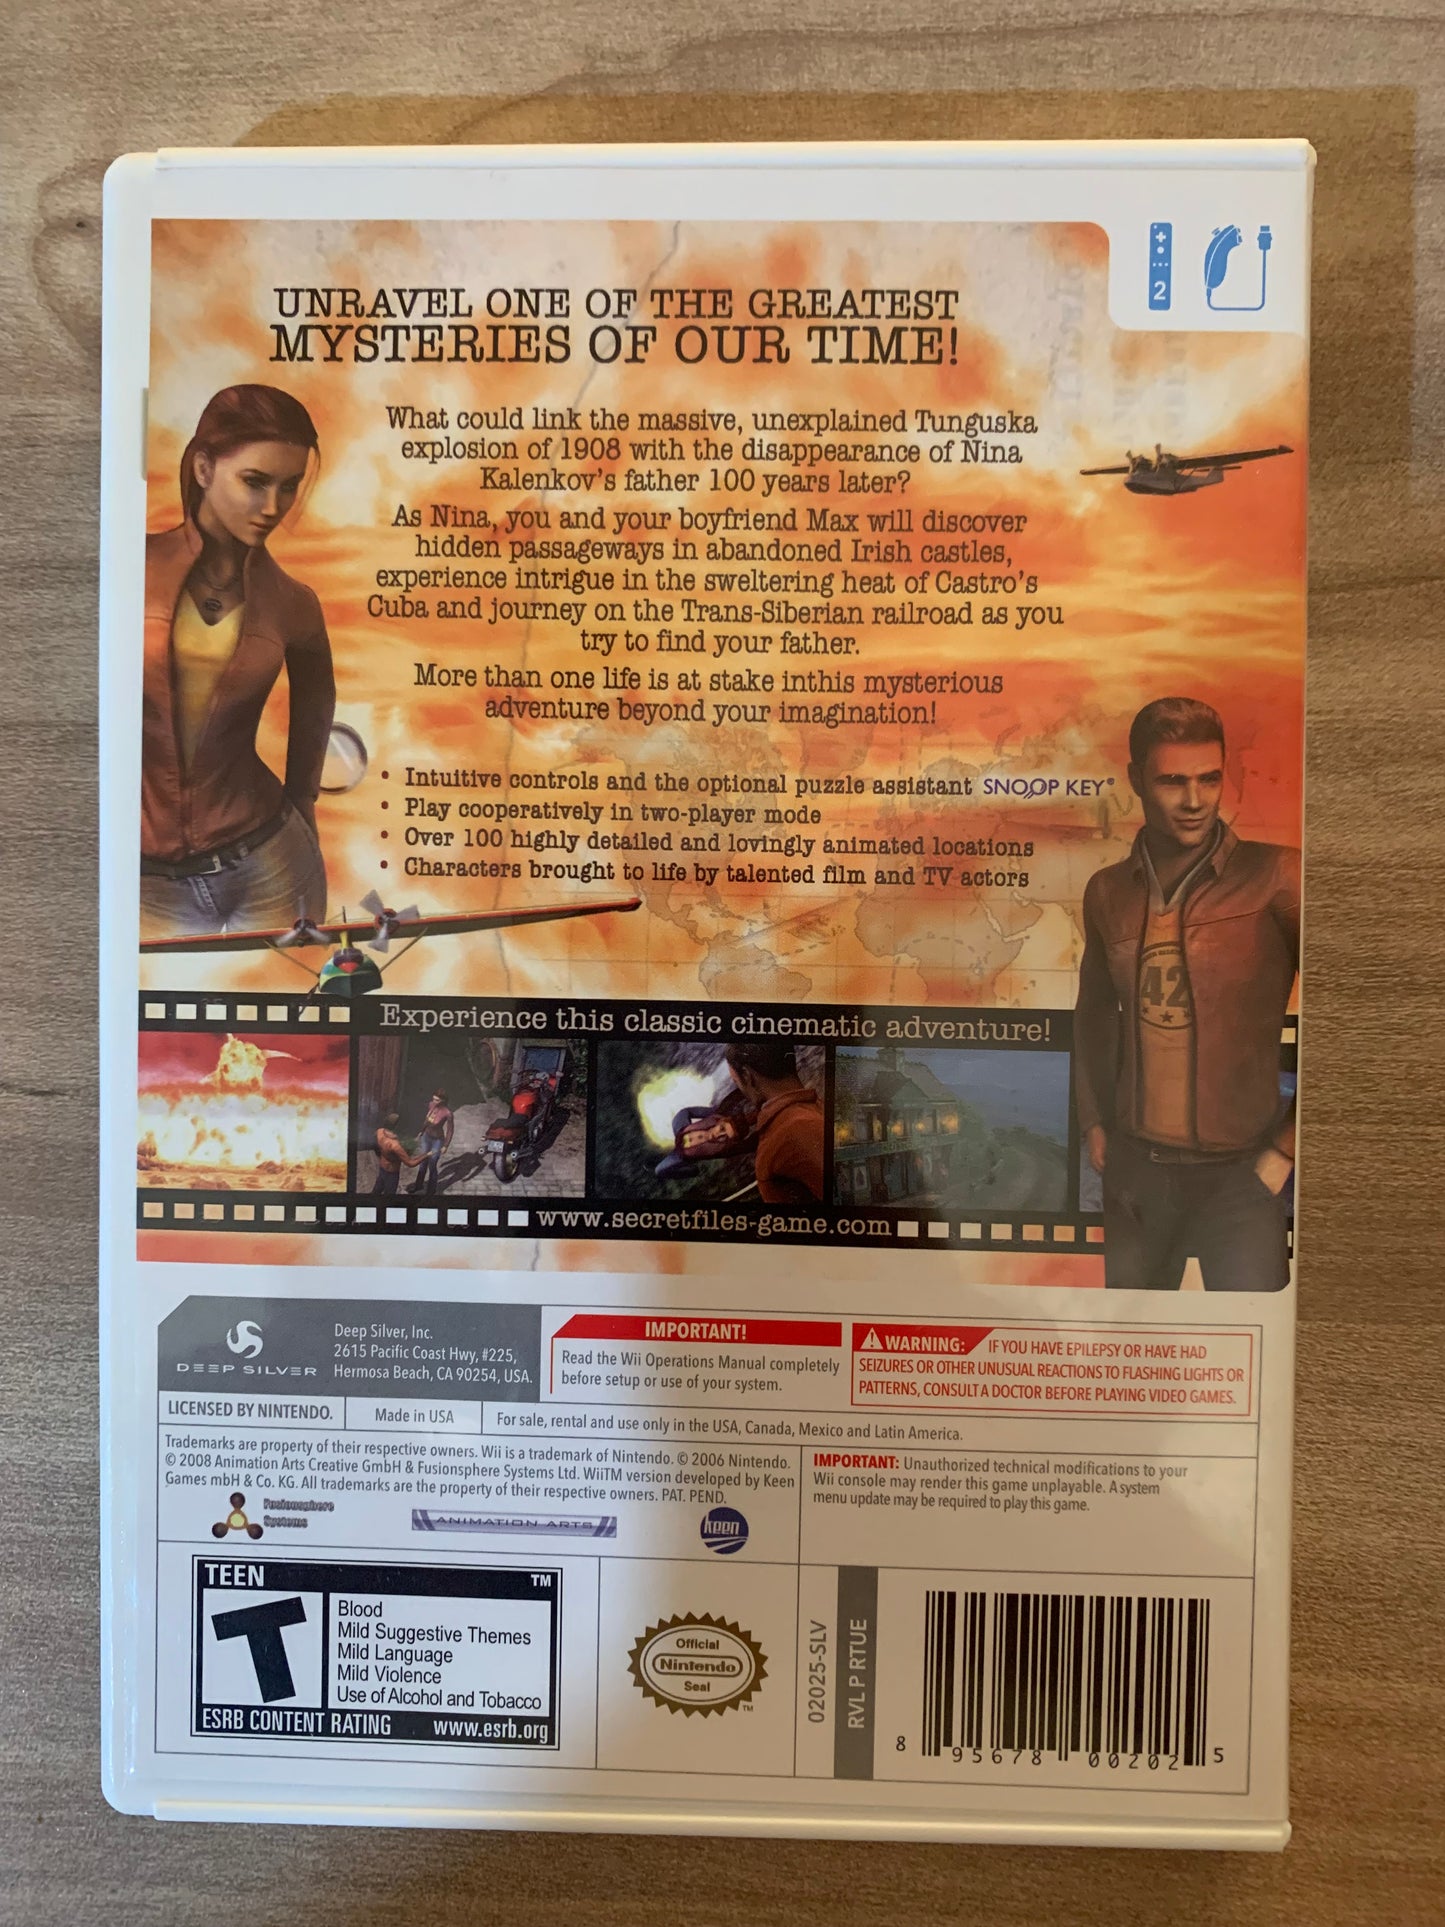 2
UNRAVEL ONE OF THE GREATEST
MYSTERIES OF OUR TIME!
What could link the massive, unexplained Tunguska
explosion of 1908 with the disappearance of Nina
Kalenkov's father 100 years later?
As Nina, you and your boyfriend Max will discover
hidden passageways in abandoned Irish castles,
experience intrigue in the sweltering heat of Castro's
Cuba and journey on the Trans-Siberian railroad as you
try to find your father.
More than one life is at stake inthis mysterious
adventure beyond your imagination!
• Intuitive controls and the optional puzzle assistant SNOOP KEY®
• Play cooperatively in two-player mode
• Over 100 highly detailed and lovingly animated locations
• Characters brought to life by talented film and TV actors
42
Experience this classic cinematic adventure!
www.secretfiles-game.com
DEEP SILVER
Deep Silver, Inc.
2615 Pacific Coast Hwy, #225,
Hermosa Beach, CA 90254, USA.
IMPORTANT!
Read the Wii Operations Manual completely
before setup or use of your system.
WARNING: IF YOU HAVE EPILEPSY OR HAVE HAD
SEIZURES OR OTHER UNUSUAL REACTIONS TO FLASHING LIGHTS OR
PATTERNS, CONSULT A DOCTOR BEFORE PLAYING VIDEO GAMES.
LICENSED BY NINTENDO.
Made in USA
For sale, rental and use only in the USA, Canada, Mexico and Latin America.
Trademarks are property of their respective owners. Wii is a trademark of Nintendo. © 2006 Nintendo.
© 2008 Animation Arts Creative GmbH & Fusionsphere Systems Ltd. WiiTM version developed by Keen
Games mbH & Co. KG. All trademarks are the property of their respective owners. PAT. PEND.
Fusionsphere
Systems
ANIMATION ARTS
keen
IMPORTANT: Unauthorized technical modifications to your
Wii console may render this game unplayable. A system
menu update may be required to play this game.
TEEN
TM
T
Blood
Mild Suggestive Themes
Mild Language
Mild Violence
Use of Alcohol and Tobacco
ESRB CONTENT RATING www.esrb.org
Official
Nintendo
Seal
TM
02025-SLV
RVL P RTUE
8 95678 00202 5